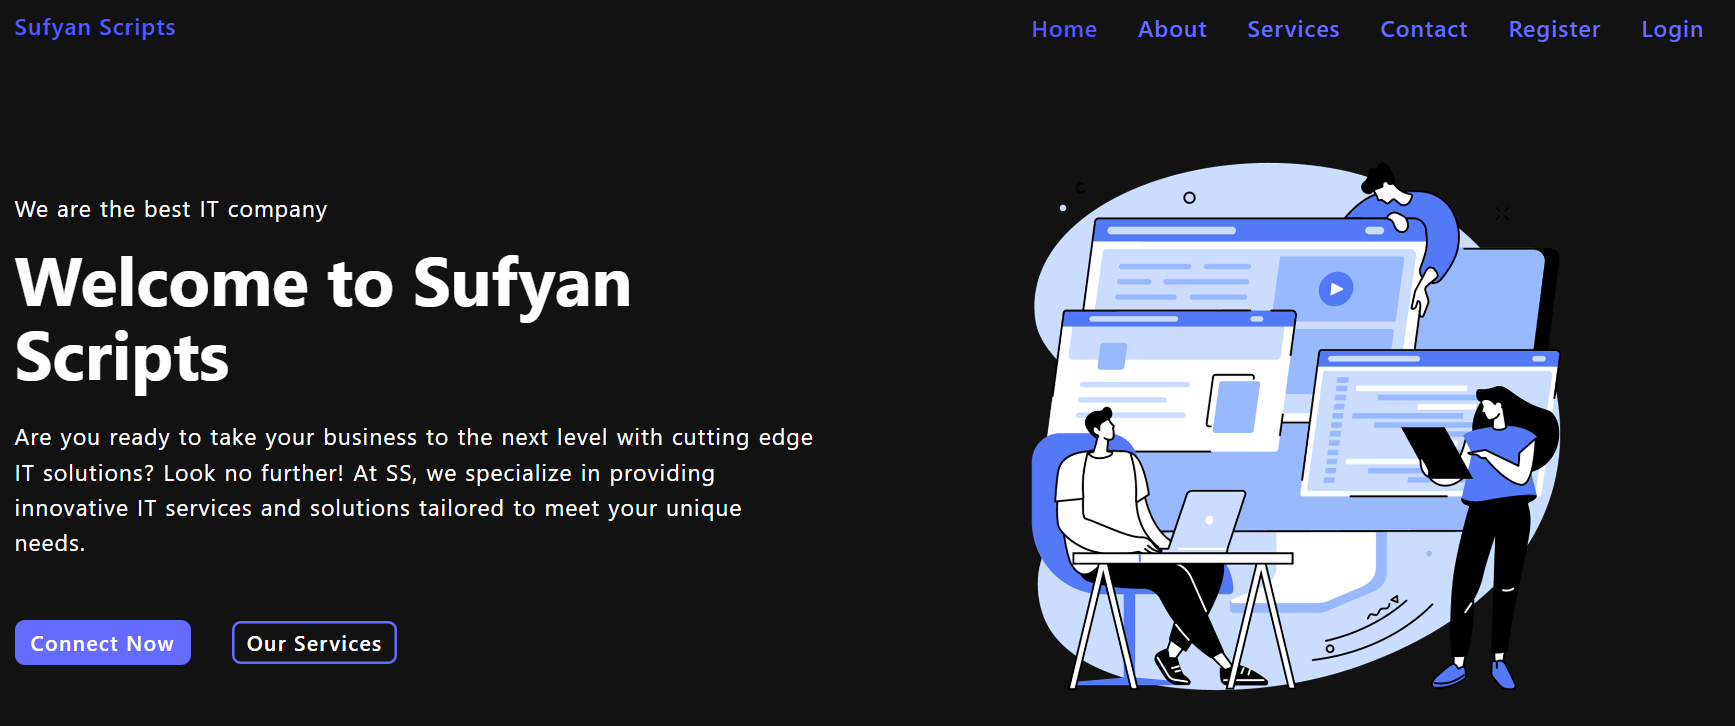 Sufyan Scripts
Home About Services Contact Register Login
We are the best IT company
Welcome to Sufyan
Scripts
Are you ready to take your business to the next level with cutting edge
IT solutions? Look no further! At SS, we specialize in providing
innovative IT services and solutions tailored to meet your unique
needs.
Connect Now
Our Services